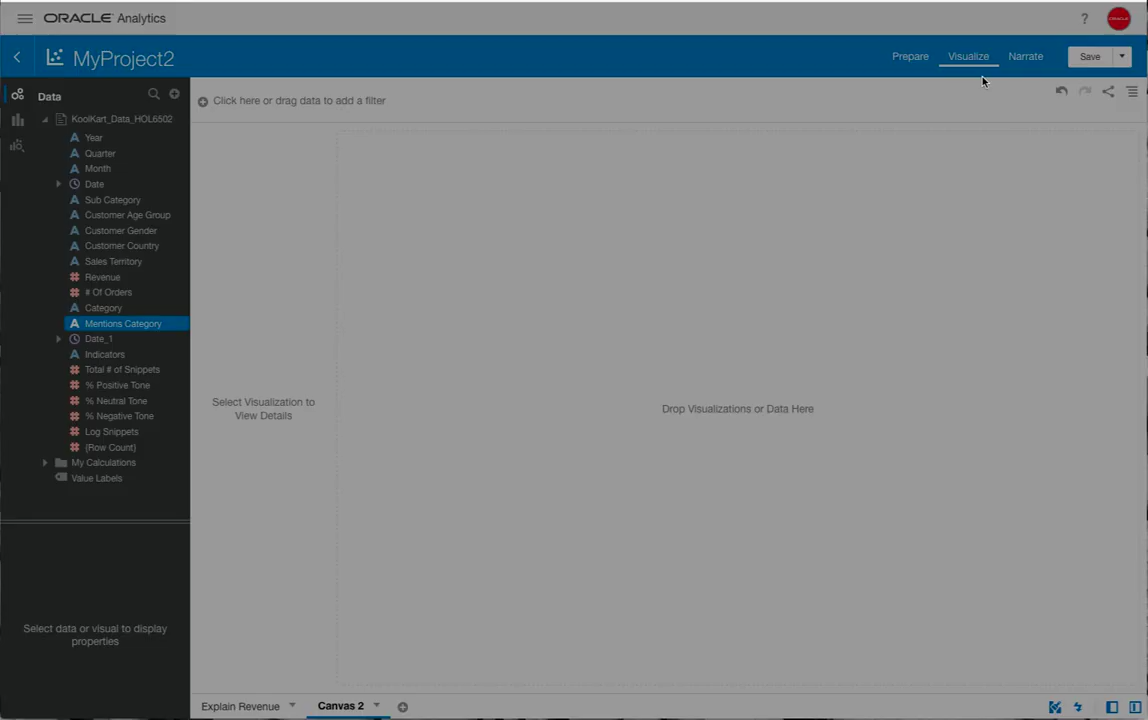 ORACLE Analytics
?
MyProject2
Prepare
Visualize
Narrate
Save
Data
Click here or drag data to add a filter
KoolKart_Data_HOL6502
A Year
A Quarter
A Month
Date
A Sub Category
A Customer Age Group
A Customer Gender
A Customer Country
A Sales Territory
# Revenue
# # Of Orders
A Category
A Mentions Category
Date_1
A Indicators
# Total # of Snippets
# % Positive Tone
# % Neutral Tone
# % Negative Tone
# Log Snippets
# {Row Count}
My Calculations
Value Labels
Select data or visual to display
properties
Select Visualization to
View Details
Drop Visualizations or Data Here
Explain Revenue
Canvas 2